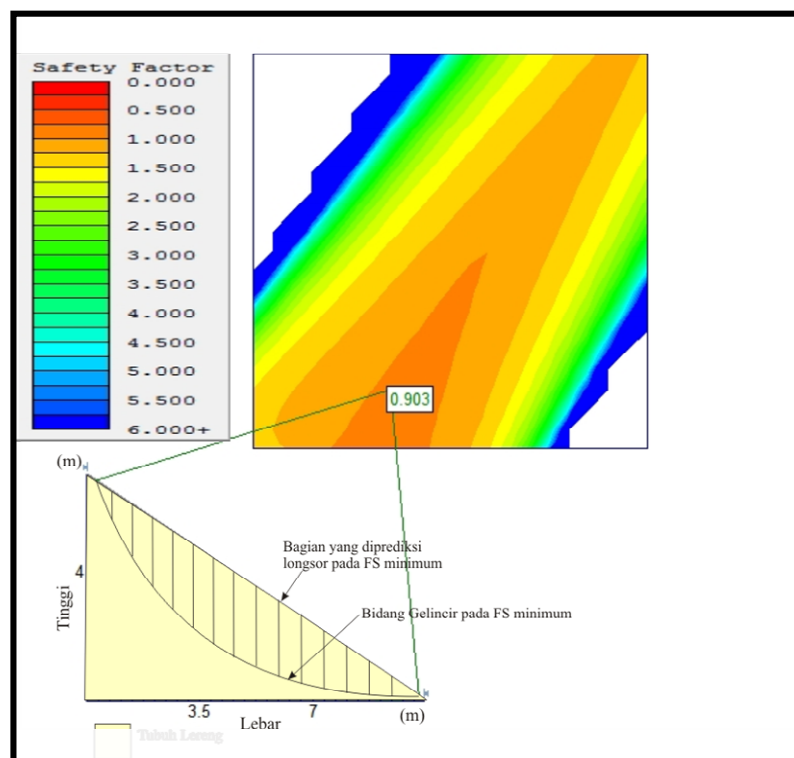 Safety Factor
0.000
0.500
1.000
1.500
2.000
2.500
3.000
3.500
4.000
4.500
5.000
5.500
6.000+
0.903
(m)
4
Tinggi
Bagian yang diprediksi
longsor pada FS minimum
Bidang Gelincir pada FS minimum
3.5
7
(m)
Lebar
Tubuh Lereng